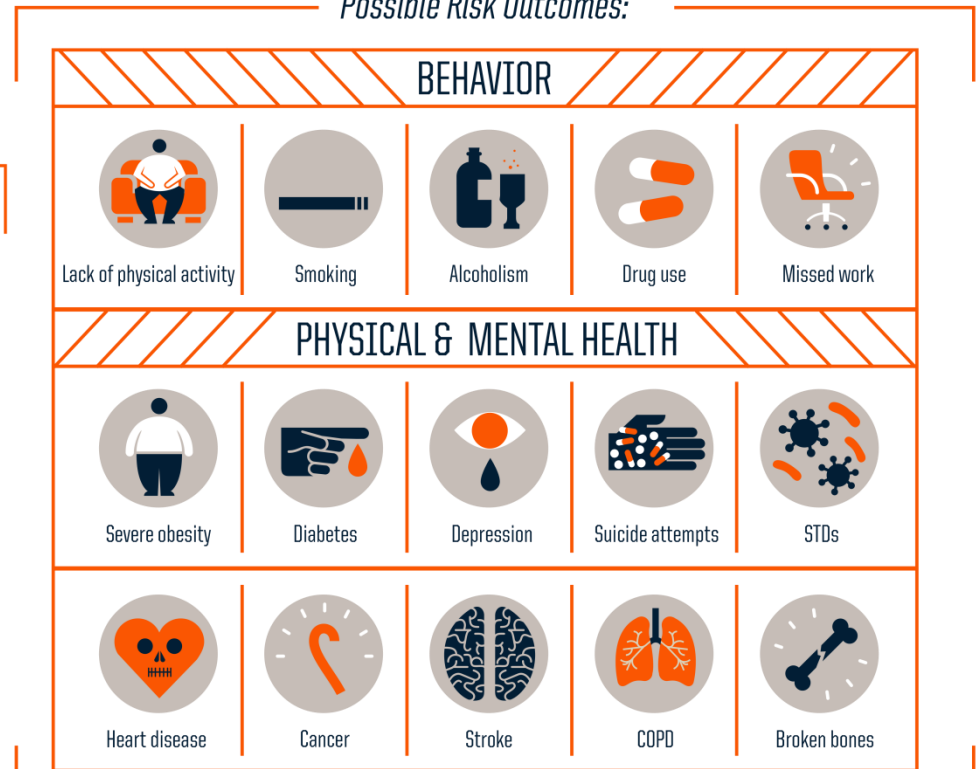 Possible Risk Outcomes:
BEHAVIOR
Lack of physical activity
Smoking
Alcoholism
Drug use
Missed work
PHYSICAL & MENTAL HEALTH
Severe obesity
Diabetes
Depression
Suicide attempts
STDs
Heart disease
Cancer
Stroke
COPD
Broken bones